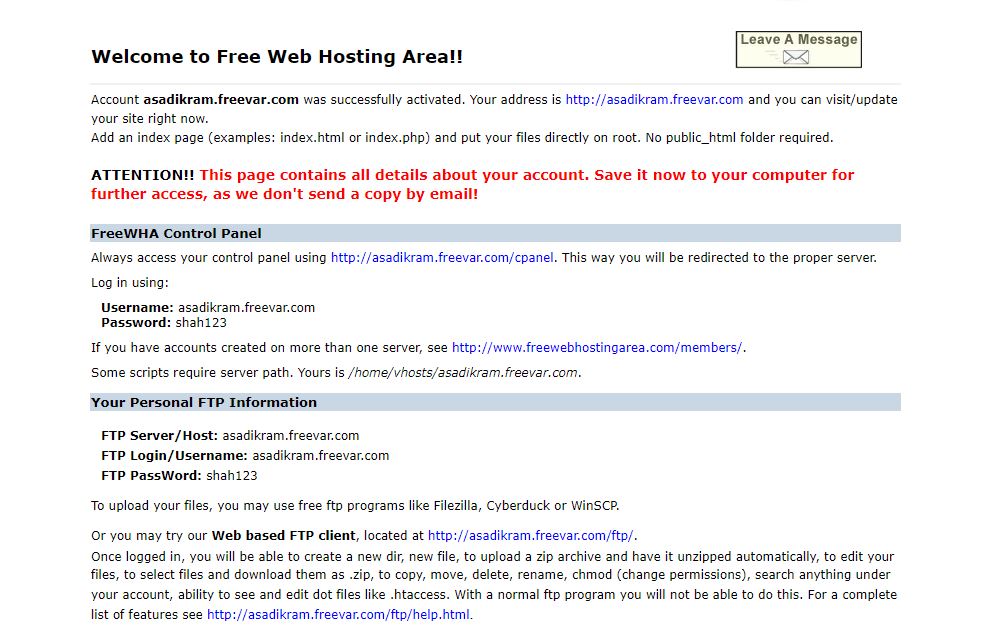 Leave A Message
Welcome to Free Web Hosting Area!!
Account asadikram.freevar.com was successfully activated. Your address is http://asadikram.freevar.com and you can visit/update
your site right now.
Add an index page (examples: index.html or index.php) and put your files directly on root. No public_html folder required.
ATTENTION!! This page contains all details about your account. Save it now to your computer for
further access, as we don't send a copy by email!
FreeWHA Control Panel
Always access your control panel using http://asadikram.freevar.com/cpanel. This way you will be redirected to the proper server.
Log in using:
Username: asadikram.freevar.com
Password: shah123
If you have accounts created on more than one server, see http://www.freewebhostingarea.com/members/.
Some scripts require server path. Yours is /home/vhosts/asadikram.freevar.com.
Your Personal FTP Information
FTP Server/Host: asadikram.freevar.com
FTP Login/Username: asadikram.freevar.com
FTP PassWord: shah123
To upload your files, you may use free ftp programs like Filezilla, Cyberduck or WinSCP.
Or you may try our Web based FTP client, located at http://asadikram.freevar.com/ftp/.
Once logged in, you will be able to create a new dir, new file, to upload a zip archive and have it unzipped automatically, to edit your
files, to select files and download them as .zip, to copy, move, delete, rename, chmod (change permissions), search anything under
your account, ability to see and edit dot files like .htaccess. With a normal ftp program you will not be able to do this. For a complete
list of features see http://asadikram.freevar.com/ftp/help.html.